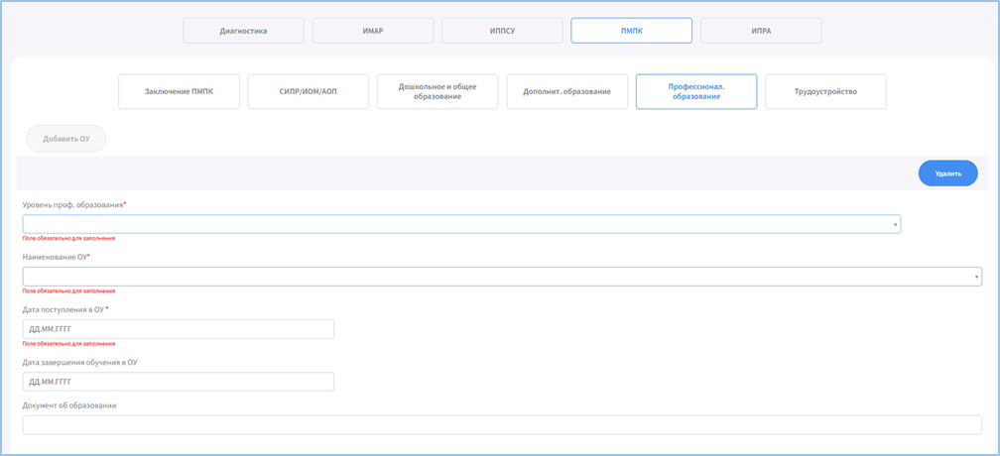 Диагностика
ИМАР
ИППСУ
ПМПК
ИПРА
Заключение ПМПК
СИПР/ИОМ/АОП
Дошкольное и общее
образование
Дополнит. образование
Профессионал.
образование
Трудоустройство
Добавить ОУ
Удалить
Уровень проф. образования*
Поле обязательно для заполнения
Наименование ОУ*
Поле обязательно для заполнения
Дата поступления в ОУ *
ДД.ММ.ГГГГ
Поле обязательно для заполнения
Дата завершения обучения в ОУ
ДД.ММ.ГГГГ
Документ об образовании